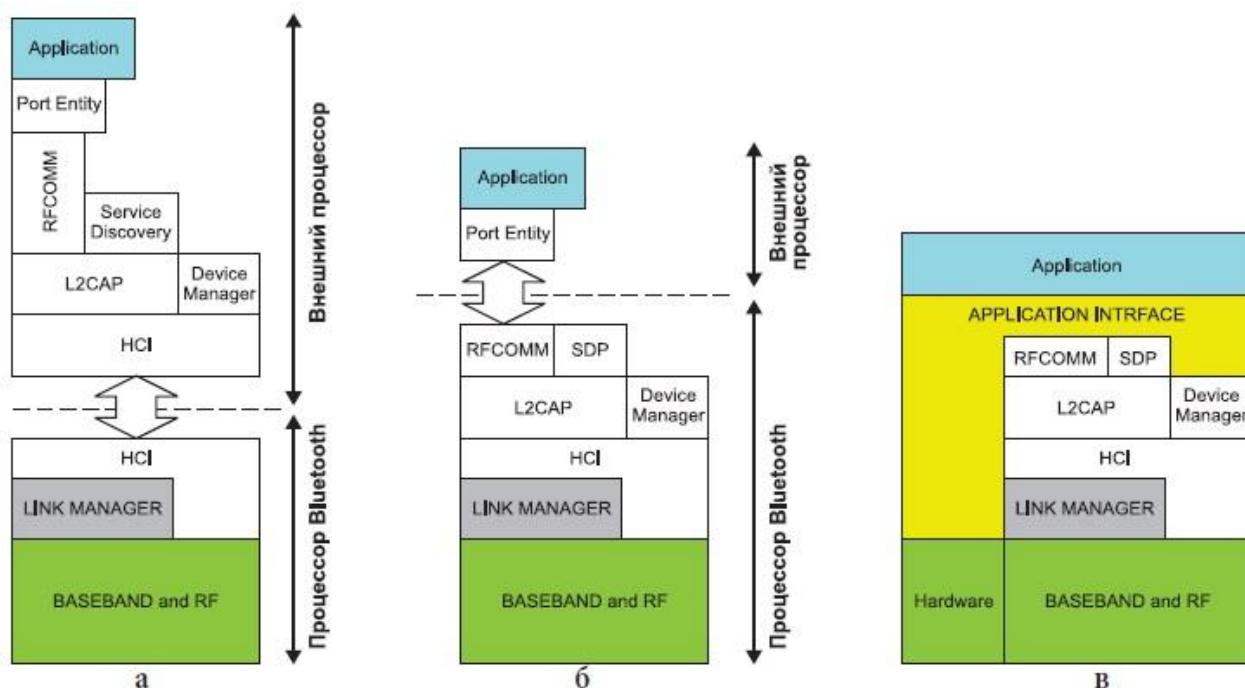 Application
Port Entity
RFCOMM
Service
Discovery
L2CAP
Device
Manager
HCI
Внешний процессор
HCI
LINK MANAGER
BASEBAND and RF
Процессор Bluetooth
а
Application
Port Entity
Внешний
процессор
RFCOMM
SDP
L2CAP
Device
Manager
HCI
LINK MANAGER
BASEBAND and RF
Процессор Bluetooth
б
Application
APPLICATION INTRFACE
RFCOMM
SDP
L2CAP
Device
Manager
HCI
LINK MANAGER
Hardware
BASEBAND and RF
в